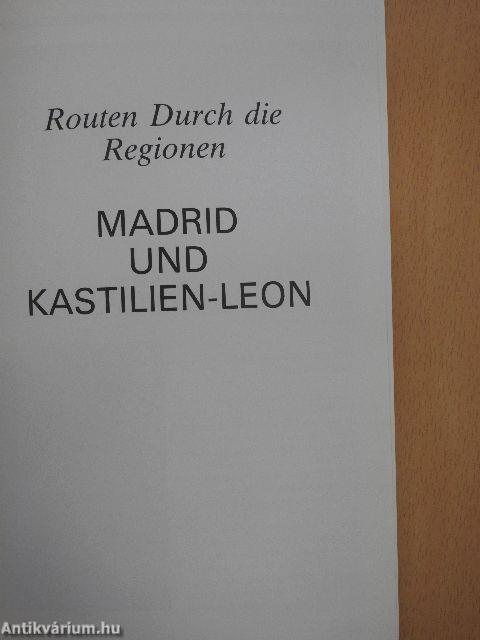 Routen Durch die
Regionen
MADRID
UND
KASTILIEN-LEON
Antikvárium.hu